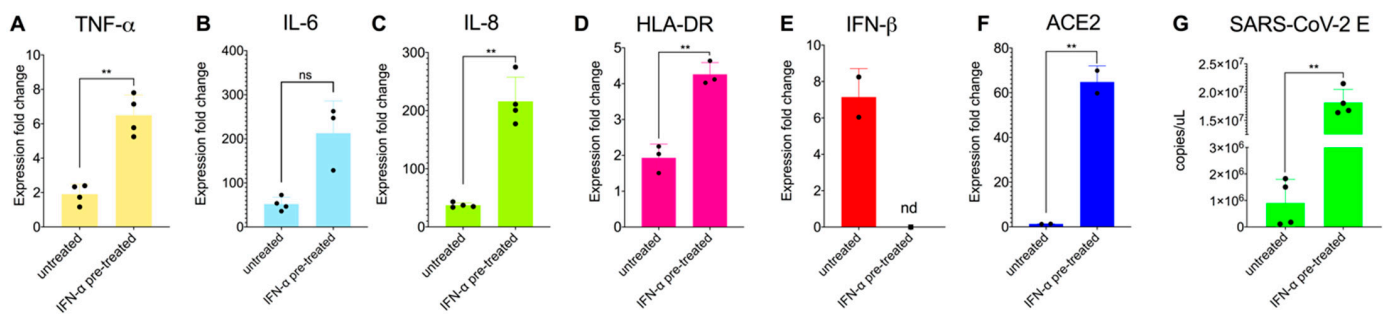 A TNF-α
Expression fold change
10
8
6
4
2
0
**
untreated
IFN-α pre-treated
B IL-6
Expression fold change
400
300
200
100
0
ns
untreated
IFN-α pre-treated
C IL-8
Expression fold change
300
200
100
0
**
untreated
IFN-α pre-treated
D HLA-DR
Expression fold change
5
4
3
2
1
0
**
untreated
IFN-α pre-treated
E IFN-β
Expression fold change
10
8
6
4
2
0
nd
untreated
IFN-α pre-treated
F ACE2
Expression fold change
80
60
40
20
0
**
untreated
IFN-α pre-treated
G SARS-CoV-2 E
copies/uL
2.5×10⁷
2.0×10⁷
1.5×10⁷
1.0×10⁷
3×10⁶
2×10⁶
1×10⁶
0
**
untreated
IFN-α pre-treated